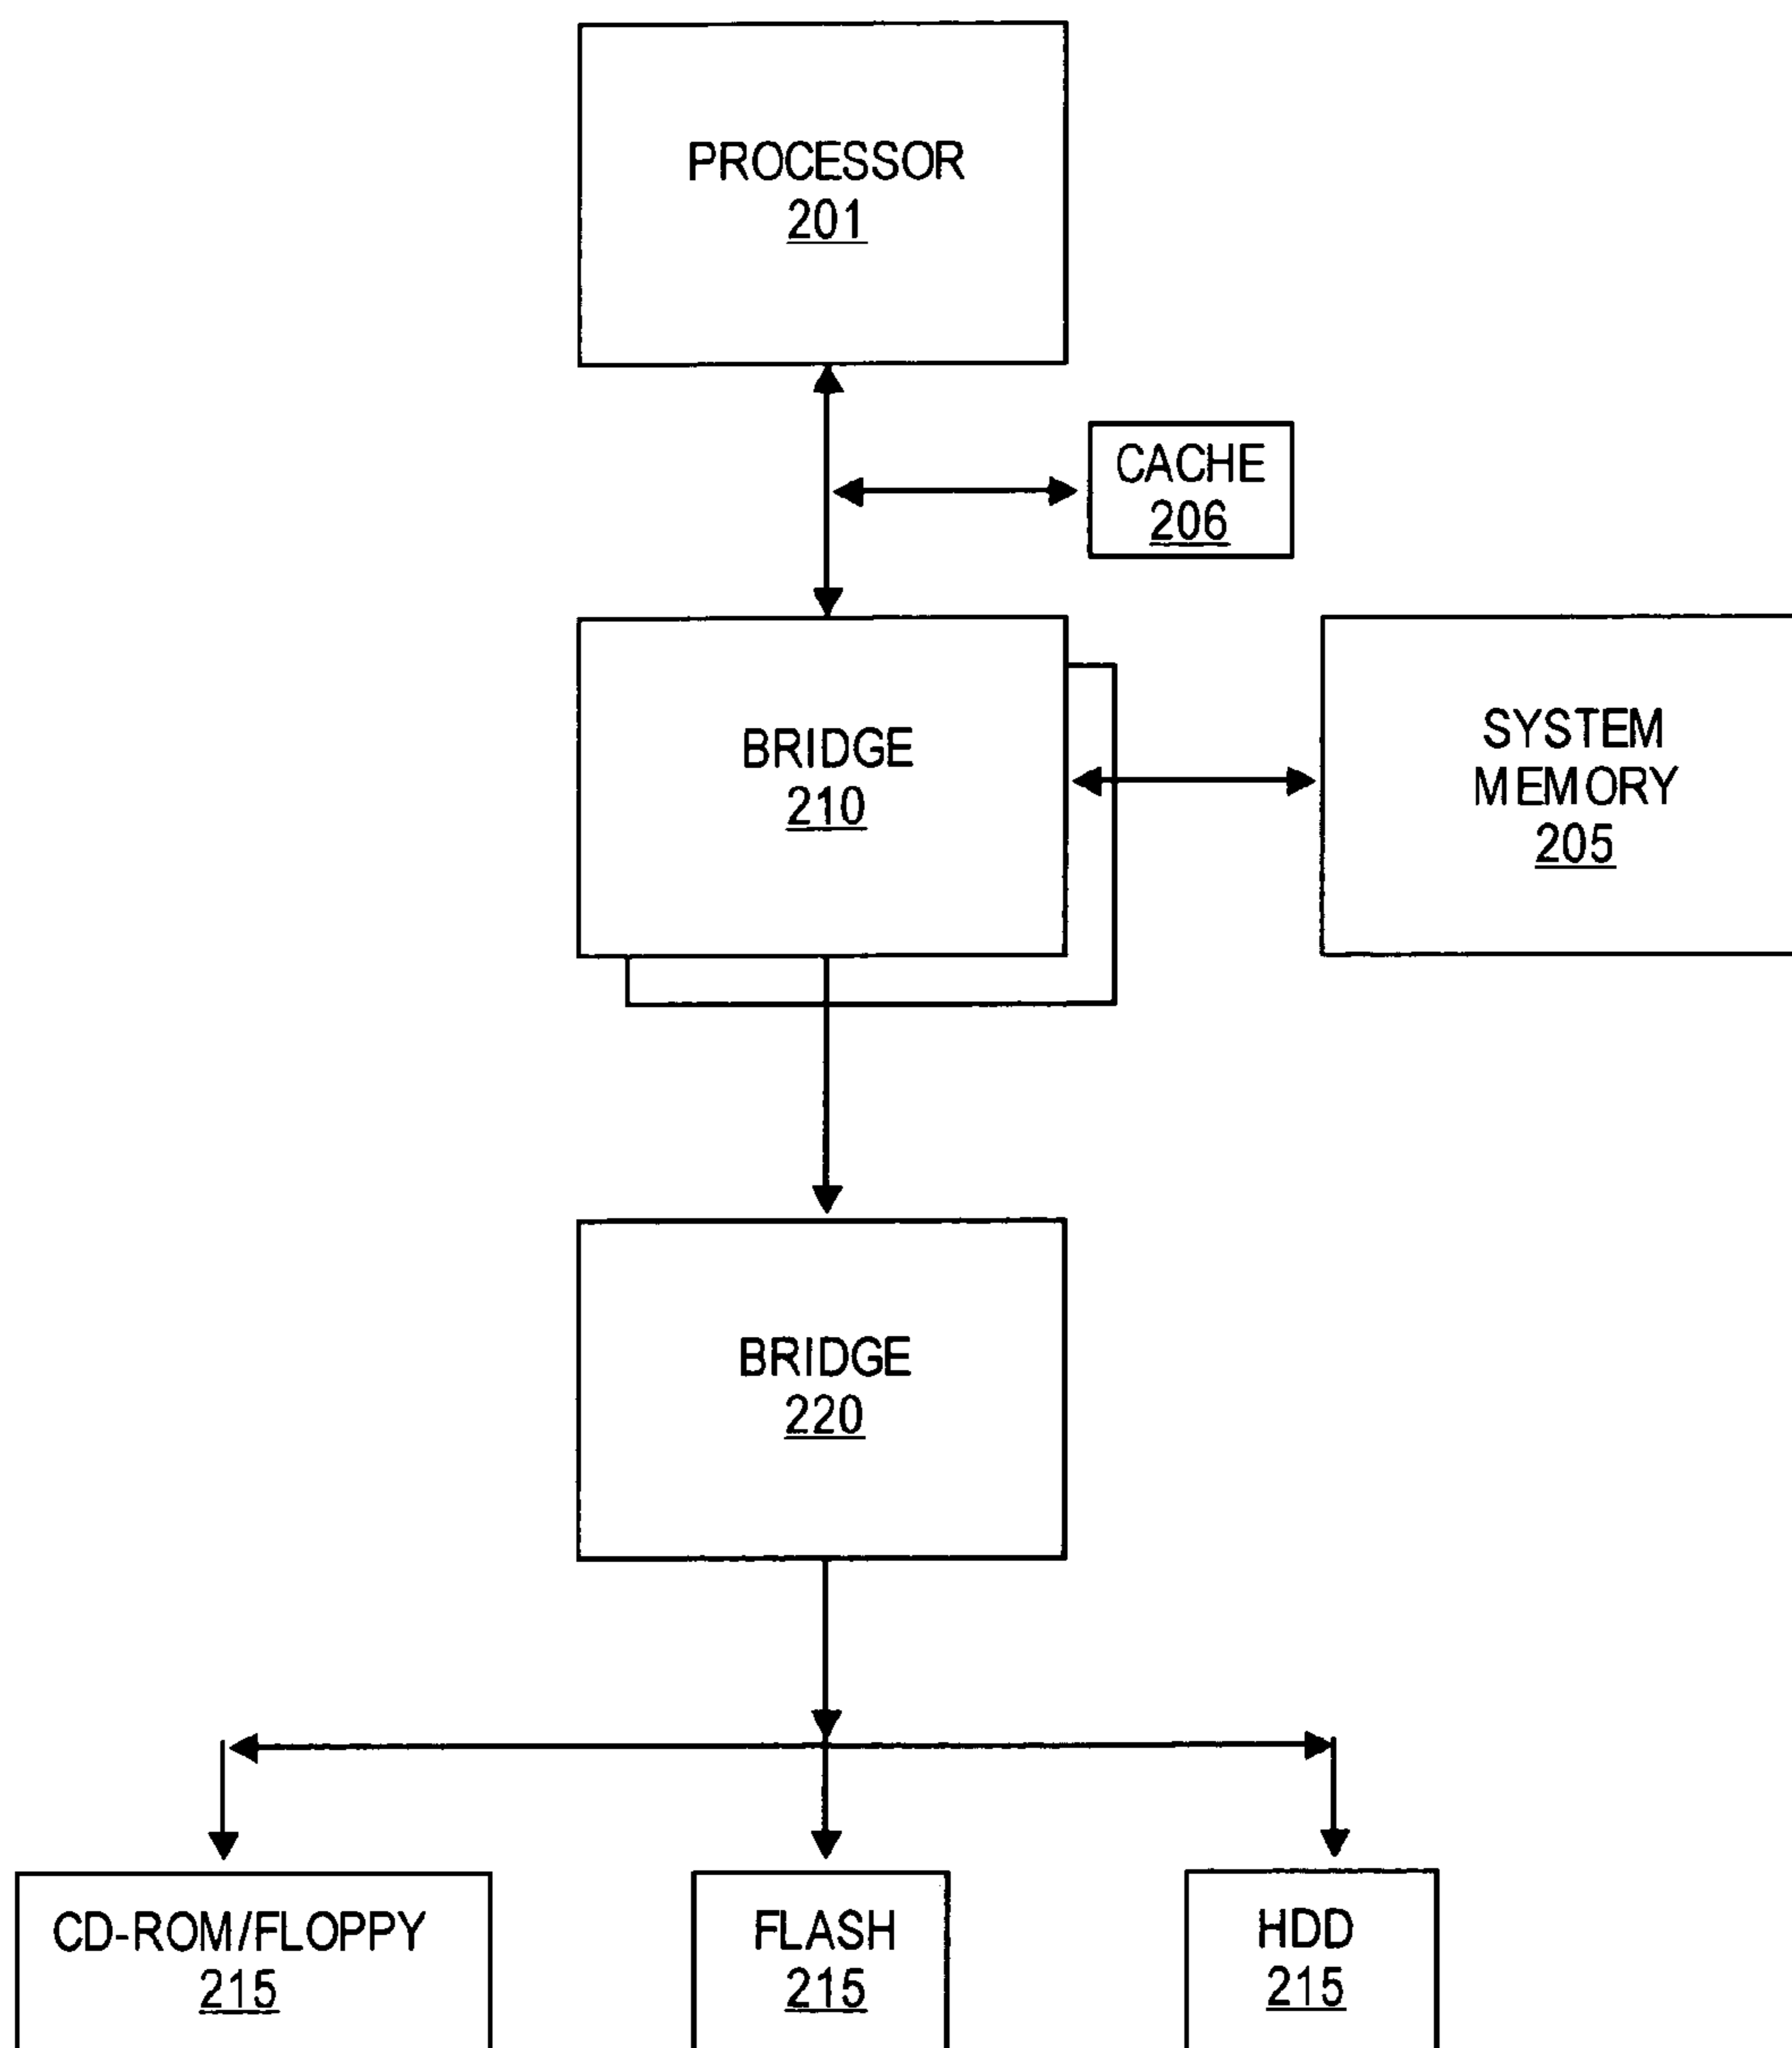 PROCESSOR
201
CACHE
206
BRIDGE
210
SYSTEM
MEMORY
205
BRIDGE
220
CD-ROM/FLOPPY
215
FLASH
215
HDD
215